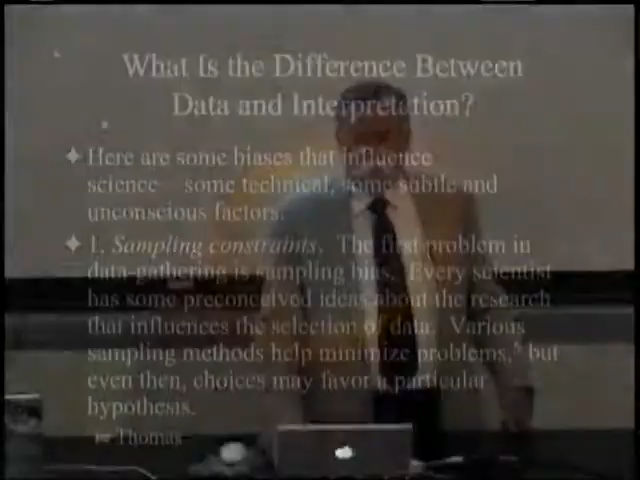 What Is the Difference Between
Data and Interpretation?
Here are some biases that influence
science some technical, some subtle and
unconscious factors.
1. Sampling constraints. The first problem in
data-gathering is sampling bias. Every scientist
has some preconceived ideas about the research
that influences the selection of data. Various
sampling methods help minimize problems, but
even then, choices may favor a particular
hypothesis.
Thomas